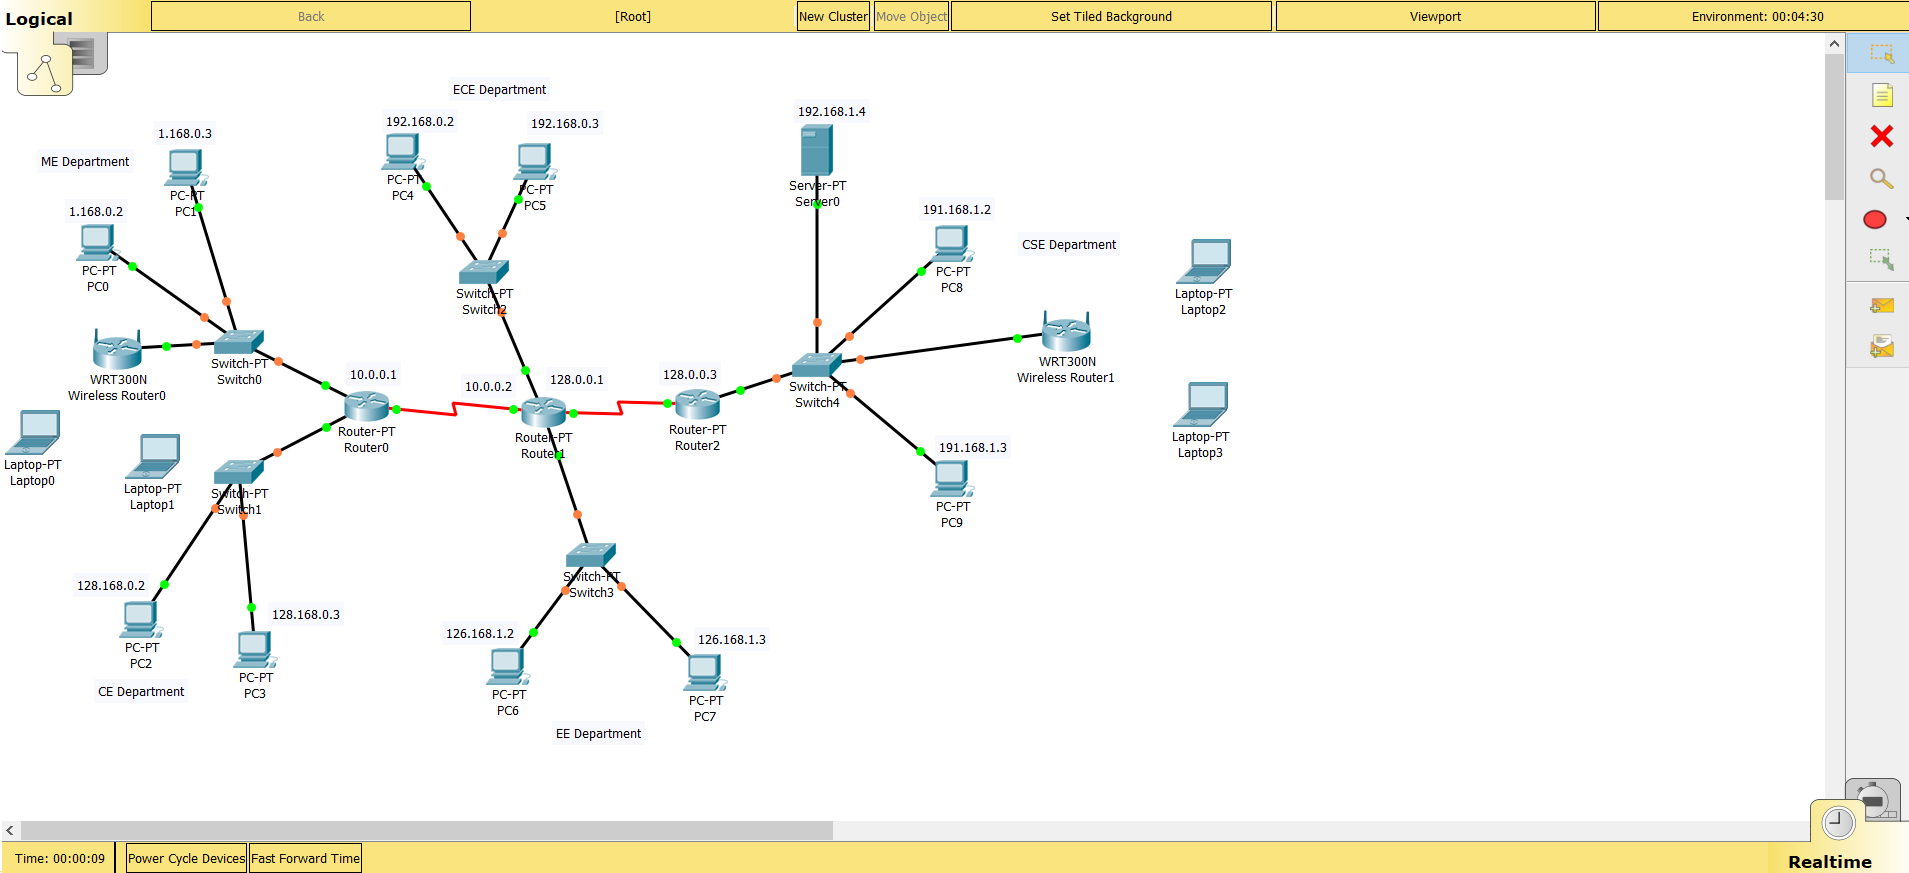 Logical
Back
[Root]
New Cluster
Move Object
Set Tiled Background
Viewport
Environment: 00:04:30
ECE Department
192.168.0.2
192.168.0.3
192.168.1.4
1.168.0.3
ME Department
PC-PT
PC4
PC-PT
PC5
Server-PT
Server0
PC-PT
PC1
1.168.0.2
191.168.1.2
CSE Department
PC-PT
PC0
PC-PT
PC8
Switch-PT
Switch2
Laptop-PT
Laptop2
Switch-PT
Switch0
WRT300N
Wireless Router0
WRT300N
Wireless Router1
10.0.0.1
10.0.0.2
128.0.0.1
128.0.0.3
Switch-PT
Switch4
Router-PT
Router0
Router-PT
Router1
Router-PT
Router2
Laptop-PT
Laptop3
191.168.1.3
Laptop-PT
Laptop0
Laptop-PT
Laptop1
Switch-PT
Switch1
PC-PT
PC9
Switch-PT
Switch3
128.168.0.2
128.168.0.3
126.168.1.2
126.168.1.3
PC-PT
PC2
PC-PT
PC3
CE Department
PC-PT
PC6
PC-PT
PC7
EE Department
Time: 00:00:09
Power Cycle Devices
Fast Forward Time
Realtime